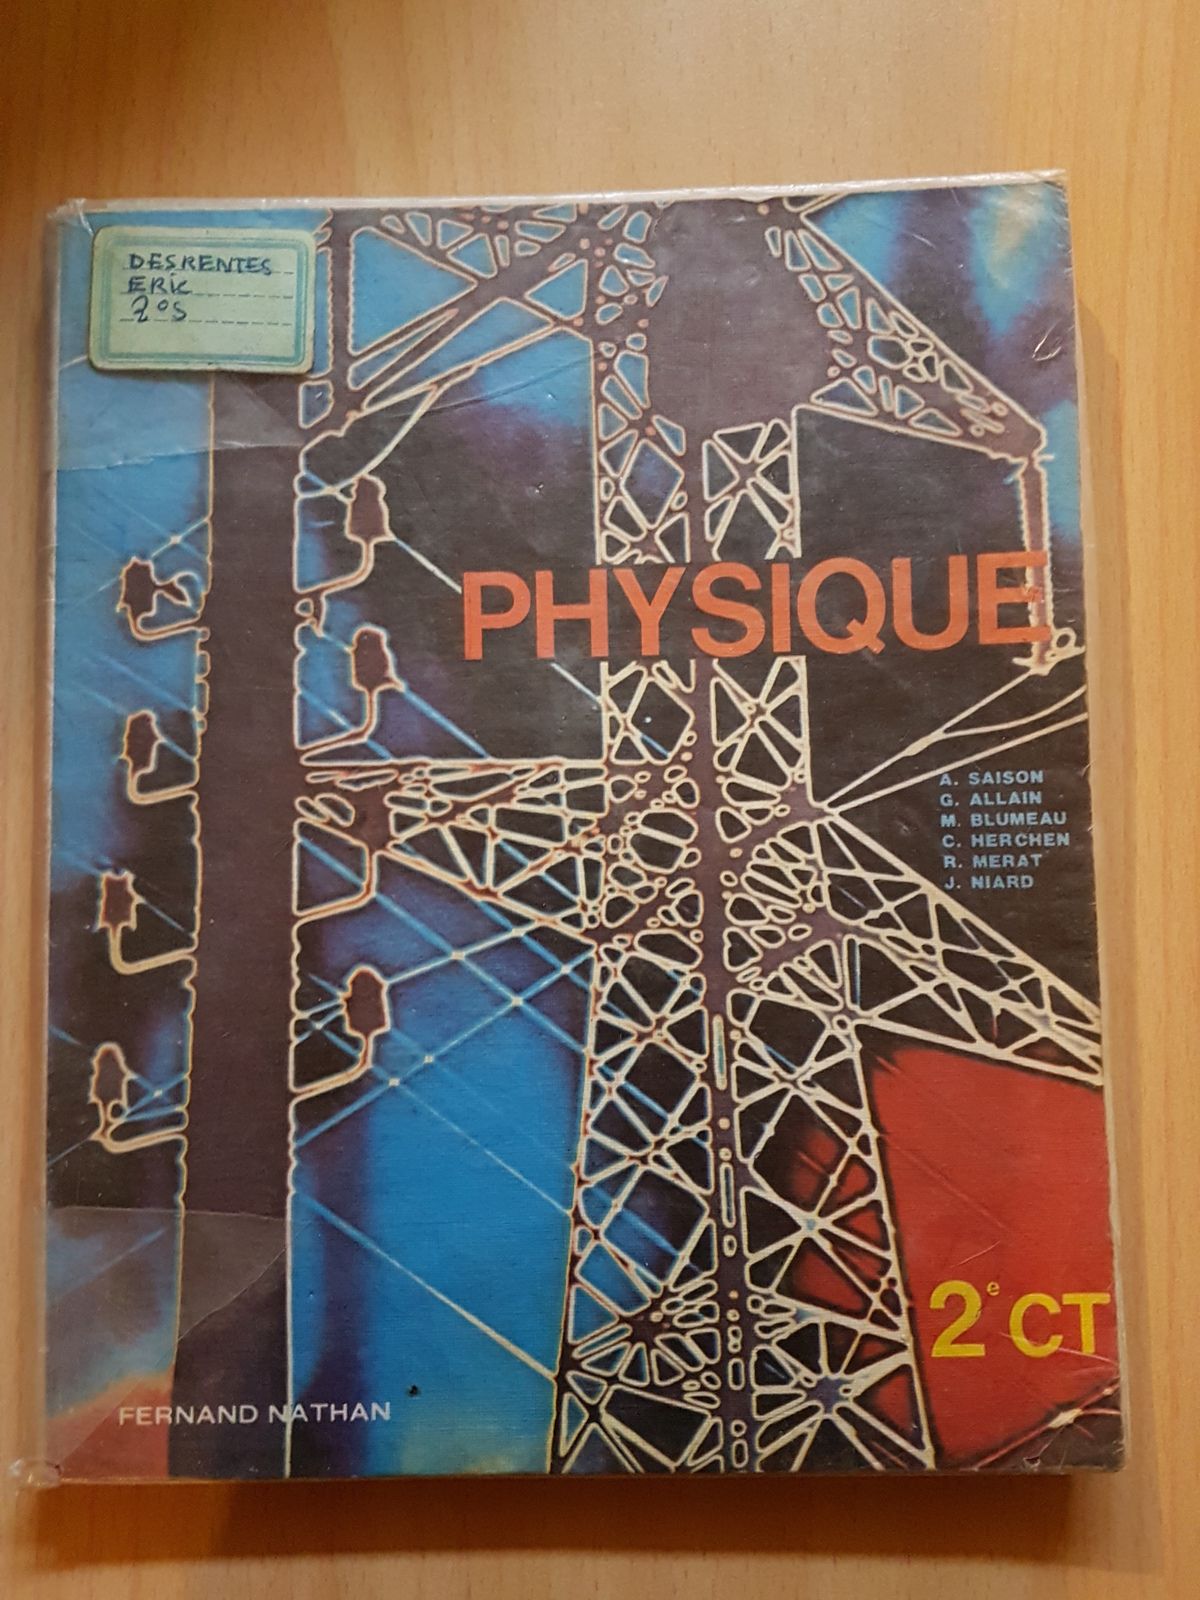 DESRENTES
ERIC
2°S
PHYSIQUE
A. SAISON
G. ALLAIN
M. BLUMEAU
C. HERCHEN
R. MERAT
J. NIARD
2e CT
FERNAND NATHAN